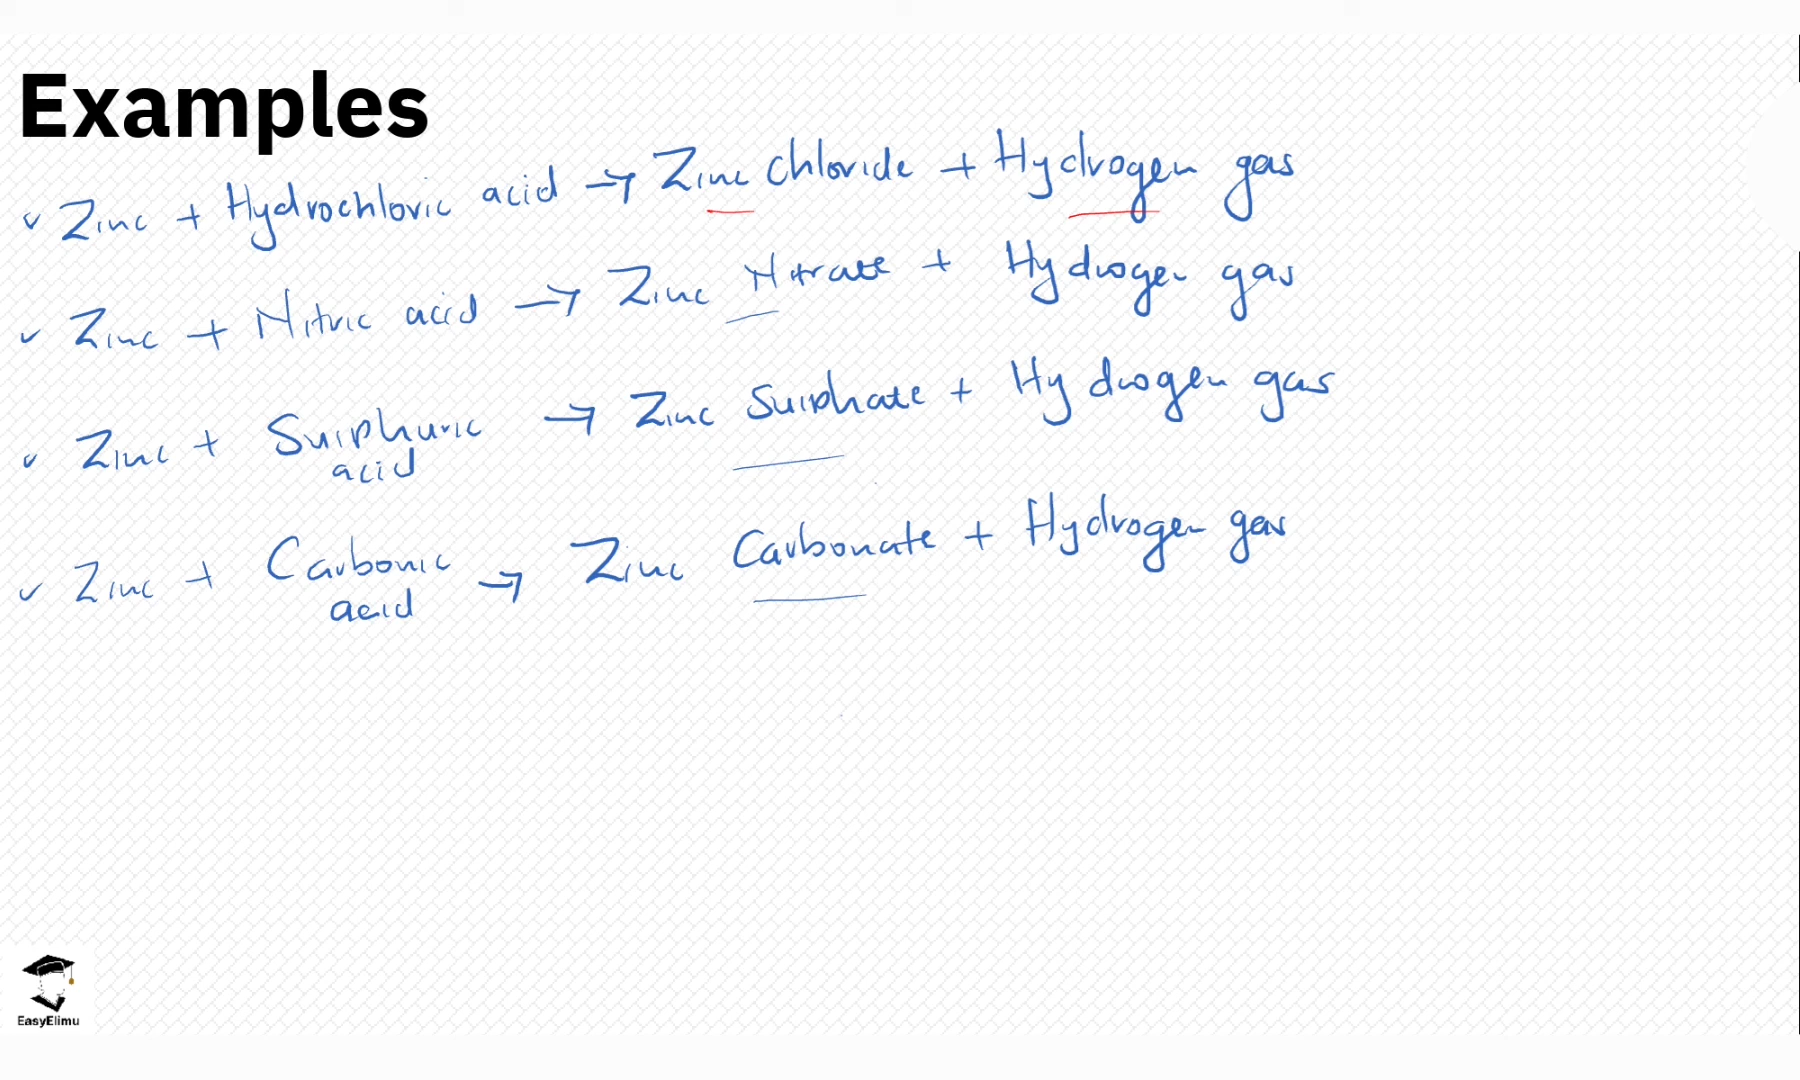 Examples
Zinc + Hydrochloric acid → Zinc Chloride + Hydrogen gas
Zinc + Nitric acid → Zinc Nitrate + Hydrogen gas
Zinc + Sulphuric acid → Zinc Sulphate + Hydrogen gas
Zinc + Carbonic acid → Zinc Carbonate + Hydrogen gas
EasyElimu